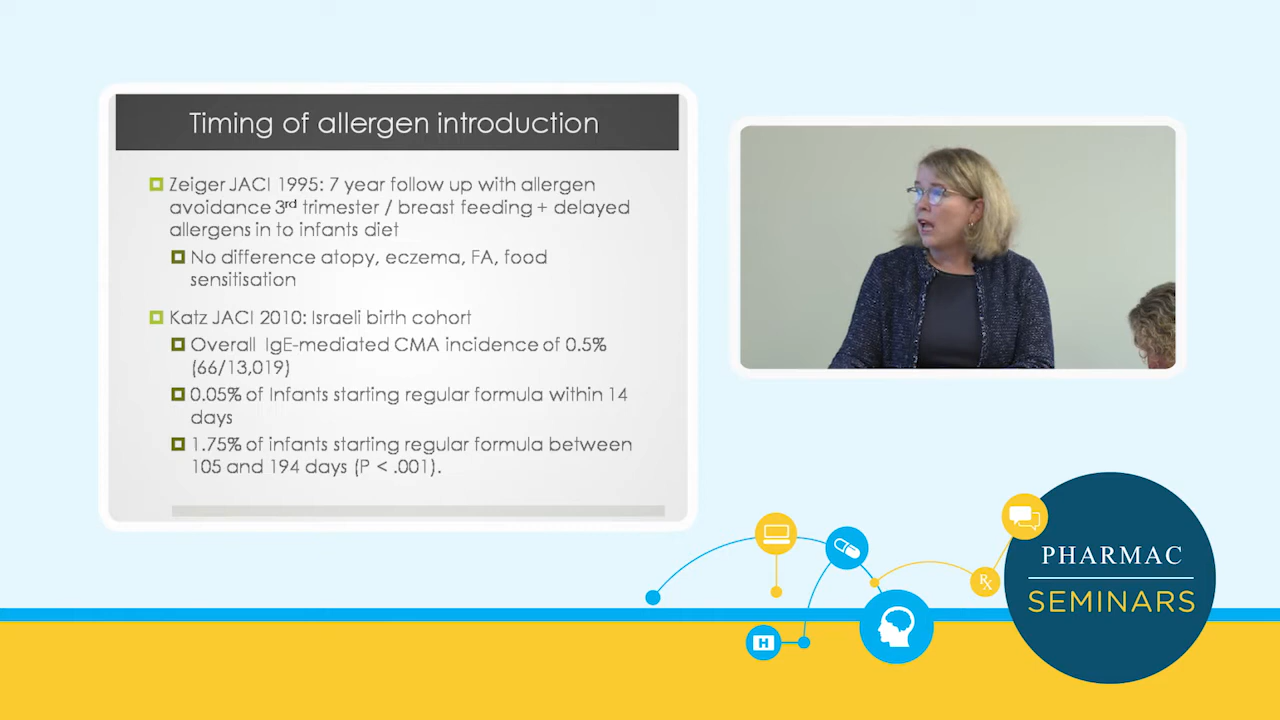 Timing of allergen introduction
Zeiger JACI 1995: 7 year follow up with allergen
avoidance 3rd trimester / breast feeding + delayed
allergens in to infants diet
No difference atopy, eczema, FA, food
sensitisation
Katz JACI 2010: Israeli birth cohort
Overall IgE-mediated CMA incidence of 0.5%
(66/13,019)
0.05% of Infants starting regular formula within 14
days
1.75% of infants starting regular formula between
105 and 194 days (P < .001).
H
Rx
PHARMAC
SEMINARS